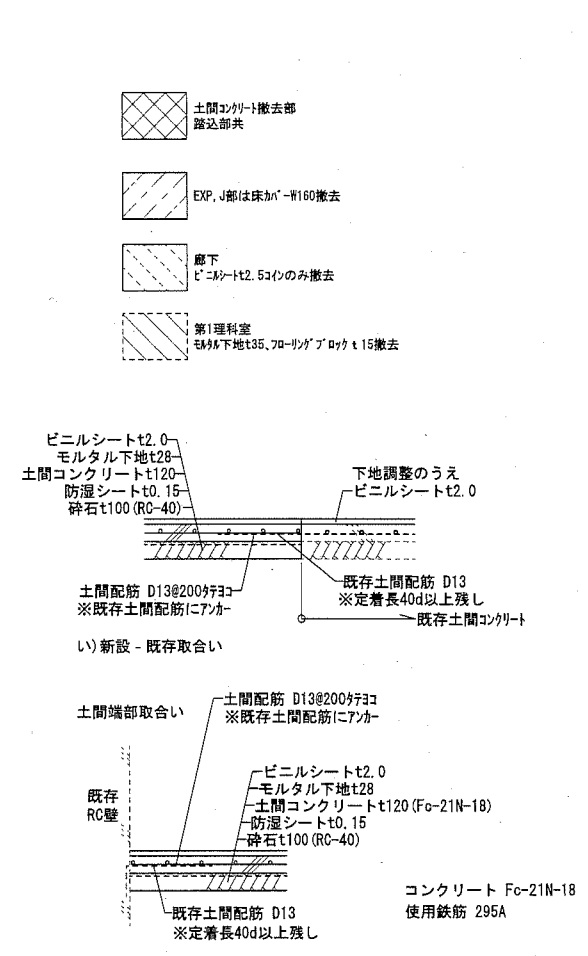 土間ｺﾝｸﾘｰﾄ撤去部
踏込部共
EXP,J部は床ｶﾊﾞｰW160撤去
廊下
ﾋﾞﾆﾙｼｰﾄt2.5ｺｲﾝのみ撤去
第1理科室
ﾓﾙﾀﾙ下地t35、ﾌﾛｰﾘﾝｸﾞﾌﾞﾛｯｸｔ15撤去
ビニルシートt2.0
モルタル下地t28
土間コンクリートt120
防湿シートt0.15
砕石t100(RC-40)
下地調整のうえ
ビニルシートt2.0
土間配筋 D13@200ﾀﾃﾖｺ
※既存土間配筋にｱﾝｶｰ
既存土間配筋 D13
※定着長40d以上残し
既存土間ｺﾝｸﾘｰﾄ
い)新設 - 既存取合い
土間端部取合い
土間配筋 D13@200ﾀﾃﾖｺ
※既存土間配筋にｱﾝｶｰ
既存
RC壁
ビニルシートt2.0
モルタル下地t28
土間コンクリートt120(Fc-21N-18)
防湿シートt0.15
砕石t100(RC-40)
既存土間配筋 D13
※定着長40d以上残し
コンクリート Fc-21N-18
使用鉄筋 295A